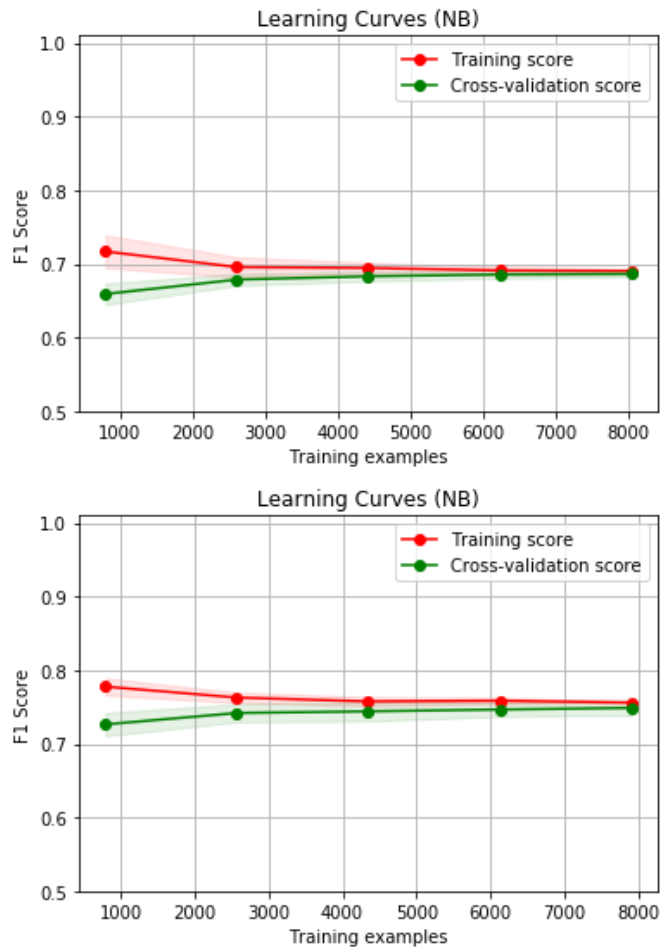 Learning Curves (NB)
1.0
Training score
Cross-validation score
0.9
0.8
F1 Score
0.7
0.6
0.5
1000 2000 3000 4000 5000 6000 7000 8000
Training examples
Learning Curves (NB)
1.0
Training score
Cross-validation score
0.9
0.8
F1 Score
0.7
0.6
0.5
1000 2000 3000 4000 5000 6000 7000 8000
Training examples